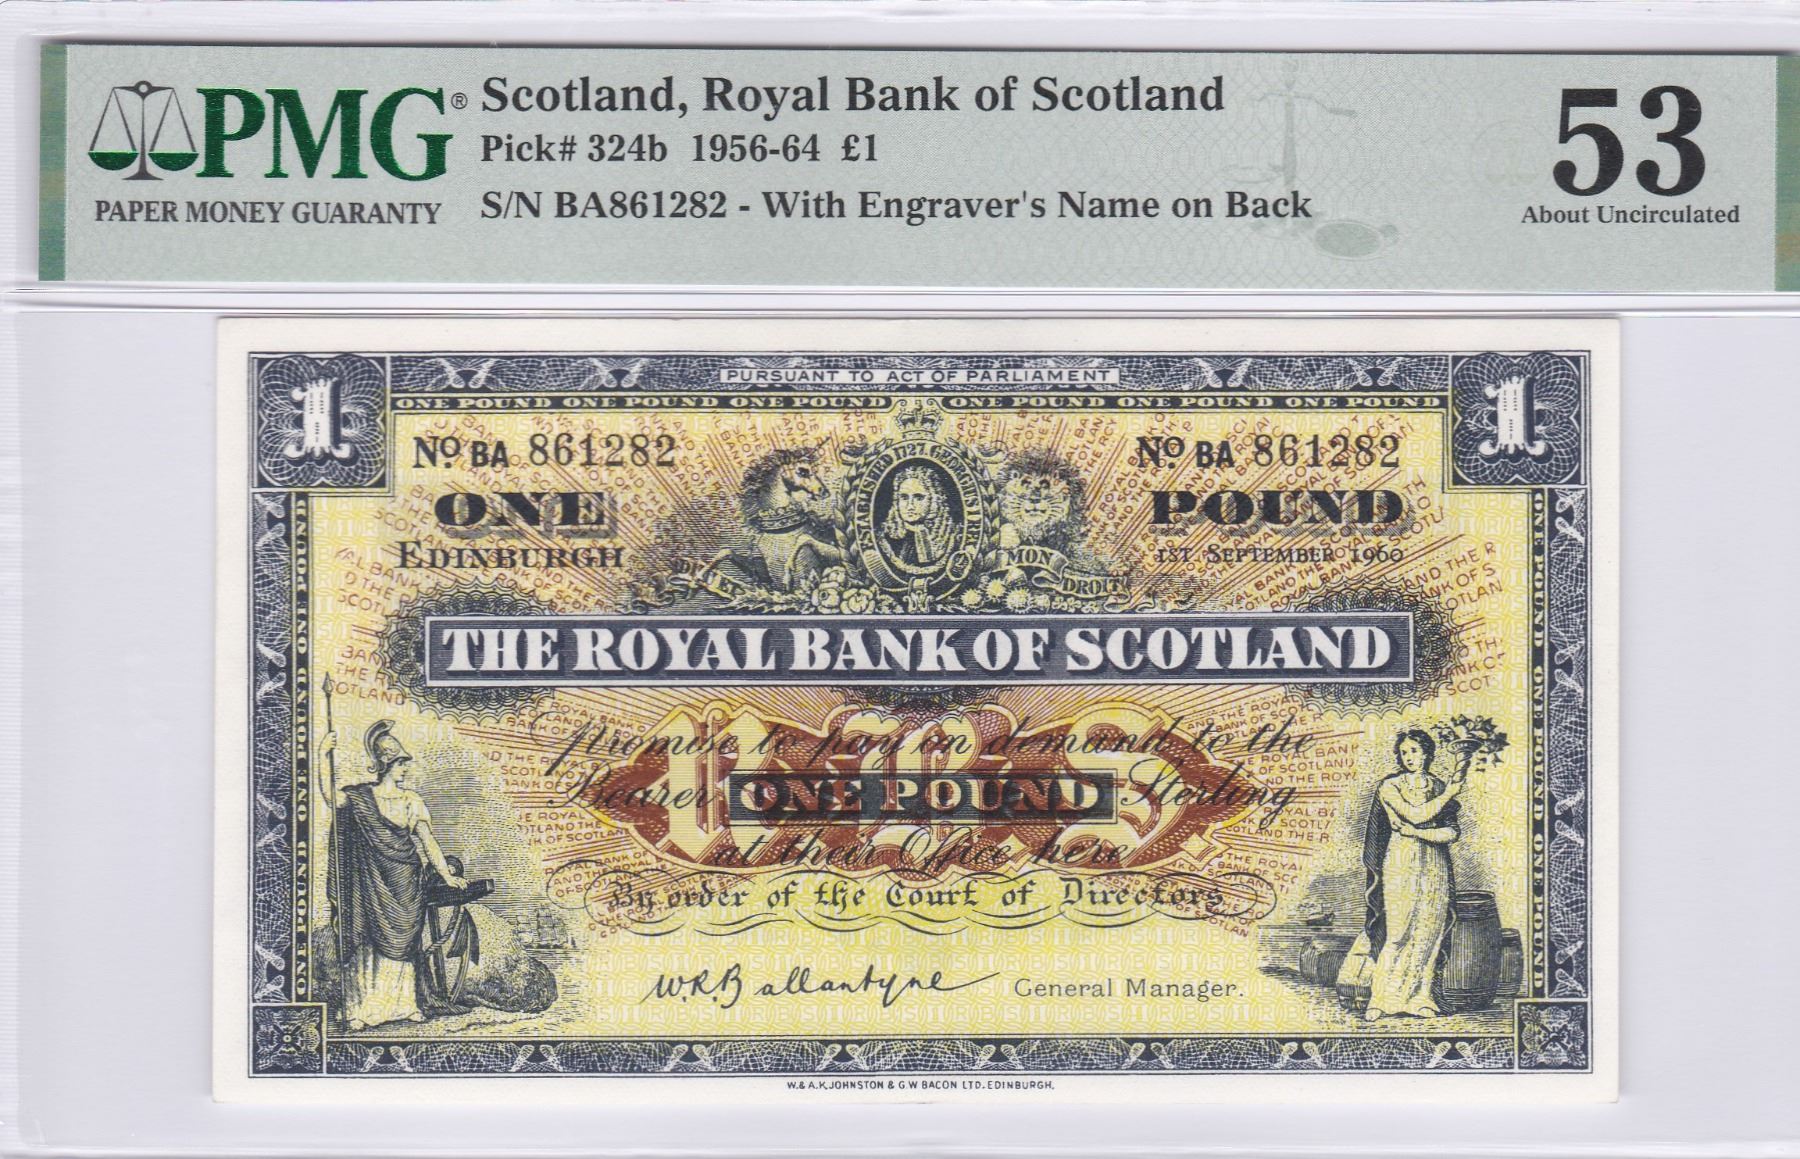 PMG®
PAPER MONEY GUARANTY
Scotland, Royal Bank of Scotland
Pick# 324b 1956-64 £1
S/N BA861282 - With Engraver's Name on Back
53
About Uncirculated
PURSUANT TO ACT OF PARLIAMENT
1 1
ONE POUND ONE POUND ONE POUND ONE POUND ONE POUND ONE POUND
Nº. BA 861282 Nº. BA 861282
ESTABLISHED 1727.
ONE POUND
EDINBURGH 1ST SEPTEMBER 1960
DIEU ET MON DROIT
THE ROYAL BANK OF SCOTLAND
promise to pay on demand to the
Bearer ONE POUND Sterling
at their Office here
By order of the Court of Directors
W.R.Ballantyne General Manager.
W. & A.K. JOHNSTON & G.W BACON LTD. EDINBURGH.